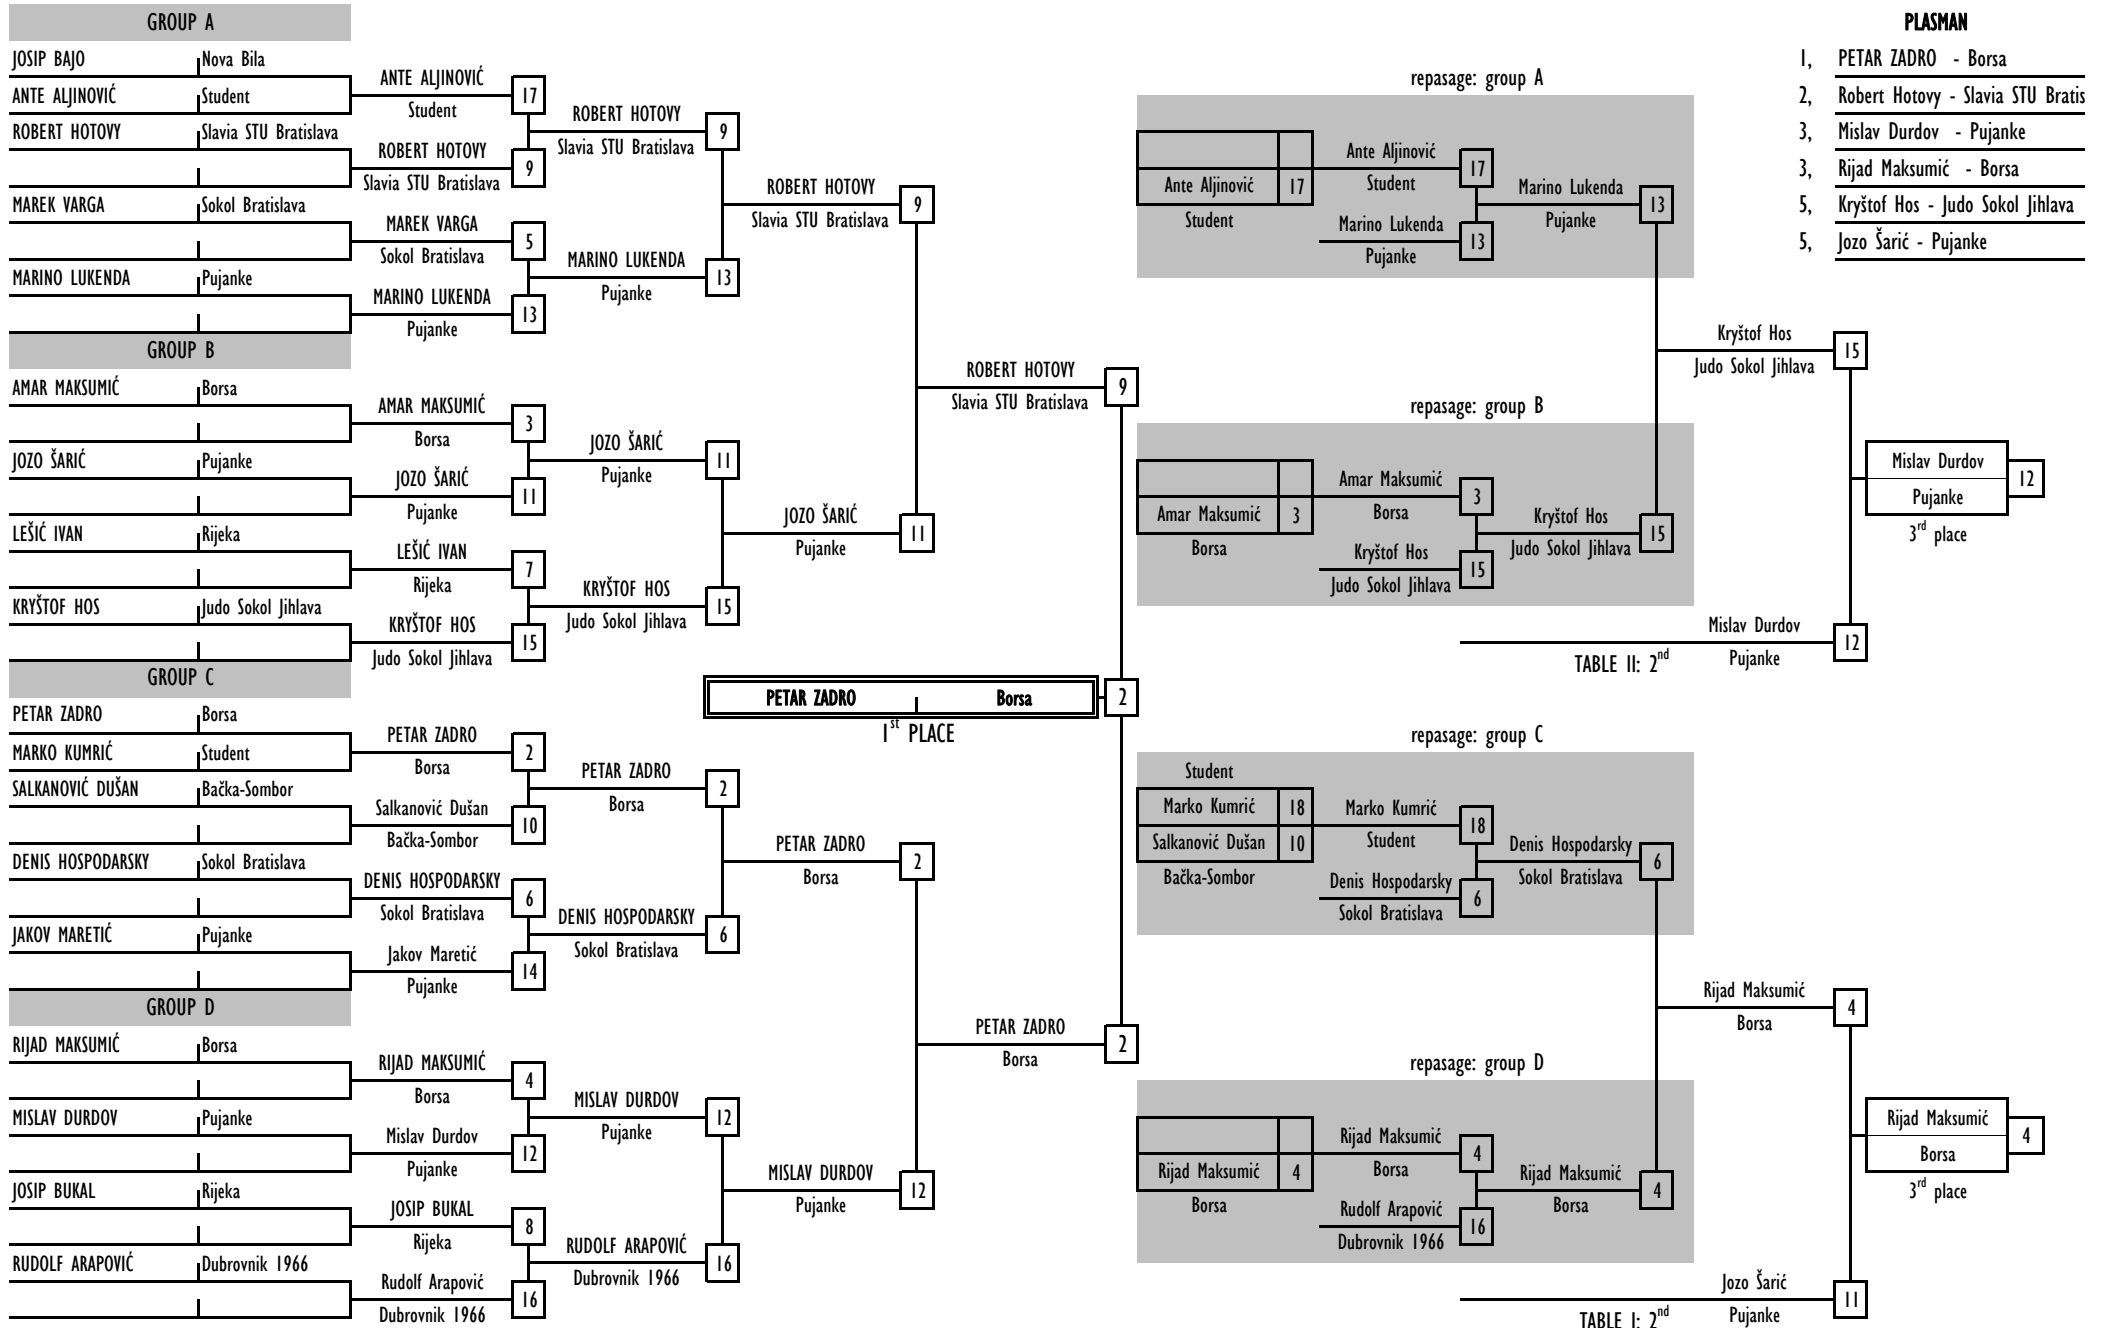 GROUP A
JOSIP BAJO Nova Bila
ANTE ALJINOVIĆ Student
ROBERT HOTOVY Slavia STU Bratislava
MAREK VARGA Sokol Bratislava
MARINO LUKENDA Pujanke
GROUP B
AMAR MAKSUMIĆ Borsa
JOZO ŠARIĆ Pujanke
LEŠIĆ IVAN Rijeka
KRYŠTOF HOS Judo Sokol Jihlava
GROUP C
PETAR ZADRO Borsa
MARKO KUMRIĆ Student
SALKANOVIĆ DUŠAN Bačka-Sombor
DENIS HOSPODARSKY Sokol Bratislava
JAKOV MARETIĆ Pujanke
GROUP D
RIJAD MAKSUMIĆ Borsa
MISLAV DURDOV Pujanke
JOSIP BUKAL Rijeka
RUDOLF ARAPOVIĆ Dubrovnik 1966
ANTE ALJINOVIĆ 17
Student
ROBERT HOTOVY 9
Slavia STU Bratislava
MAREK VARGA 5
Sokol Bratislava
MARINO LUKENDA 13
Pujanke
AMAR MAKSUMIĆ 3
Borsa
JOZO ŠARIĆ 11
Pujanke
LEŠIĆ IVAN 7
Rijeka
KRYŠTOF HOS 15
Judo Sokol Jihlava
PETAR ZADRO 2
Borsa
Salkanović Dušan 10
Bačka-Sombor
DENIS HOSPODARSKY 6
Sokol Bratislava
Jakov Maretić 14
Pujanke
RIJAD MAKSUMIĆ 4
Borsa
Mislav Durdov 12
Pujanke
JOSIP BUKAL 8
Rijeka
Rudolf Arapović 16
Dubrovnik 1966
ROBERT HOTOVY 9
Slavia STU Bratislava
MARINO LUKENDA 13
Pujanke
JOZO ŠARIĆ 11
Pujanke
KRYŠTOF HOS 15
Judo Sokol Jihlava
PETAR ZADRO 2
Borsa
DENIS HOSPODARSKY 6
Sokol Bratislava
MISLAV DURDOV 12
Pujanke
RUDOLF ARAPOVIĆ 16
Dubrovnik 1966
ROBERT HOTOVY 9
Slavia STU Bratislava
JOZO ŠARIĆ 11
Pujanke
PETAR ZADRO 2
Borsa
MISLAV DURDOV 12
Pujanke
ROBERT HOTOVY 9
Slavia STU Bratislava
PETAR ZADRO Borsa 2
1st PLACE
PETAR ZADRO 2
Borsa
repasage: group A
Ante Aljinović 17
Student
Ante Aljinović 17
Student
Marino Lukenda 13
Pujanke
Marino Lukenda 13
Pujanke
repasage: group B
Amar Maksumić 3
Borsa
Amar Maksumić 3
Borsa
Kryštof Hos 15
Judo Sokol Jihlava
Kryštof Hos 15
Judo Sokol Jihlava
Kryštof Hos 15
Judo Sokol Jihlava
Mislav Durdov 12
TABLE II: 2nd Pujanke
Mislav Durdov 12
Pujanke
3rd place
repasage: group C
Student
Marko Kumrić 18
Salkanović Dušan 10
Bačka-Sombor
Marko Kumrić 18
Student
Denis Hospodarsky 6
Sokol Bratislava
Denis Hospodarsky 6
Sokol Bratislava
repasage: group D
Rijad Maksumić 4
Borsa
Rijad Maksumić 4
Borsa
Rudolf Arapović 16
Dubrovnik 1966
Rijad Maksumić 4
Borsa
Rijad Maksumić 4
Borsa
Jozo Šarić 11
TABLE I: 2nd Pujanke
Rijad Maksumić 4
Borsa
3rd place
PLASMAN
1, PETAR ZADRO - Borsa
2, Robert Hotovy - Slavia STU Bratis
3, Mislav Durdov - Pujanke
3, Rijad Maksumić - Borsa
5, Kryštof Hos - Judo Sokol Jihlava
5, Jozo Šarić - Pujanke